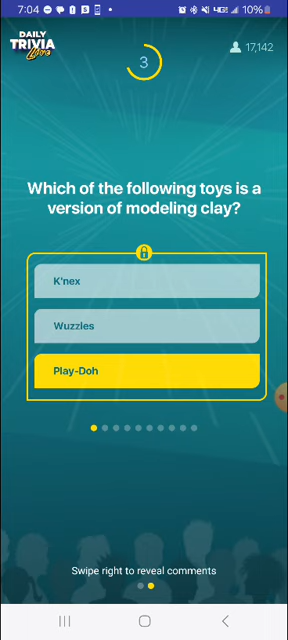 7:04
10%
DAILY
TRIVIA
Live
3
17,142
Which of the following toys is a
version of modeling clay?
K'nex
Wuzzles
Play-Doh
Swipe right to reveal comments